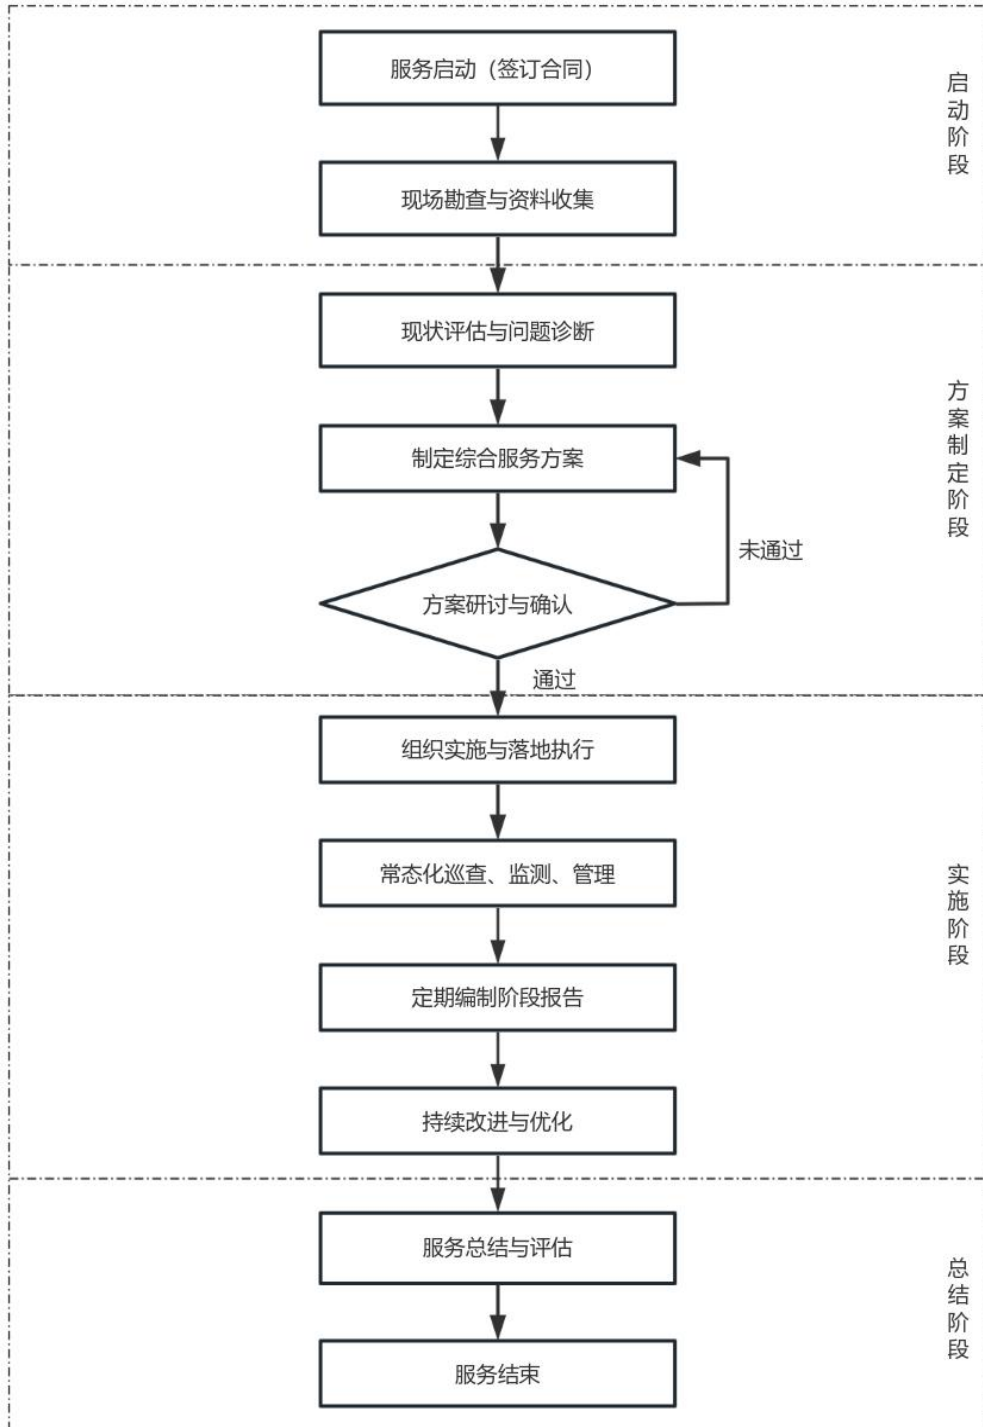 服务启动（签订合同）
启动阶段
现场勘查与资料收集
现状评估与问题诊断
方案制定阶段
制定综合服务方案
未通过
方案研讨与确认
通过
组织实施与落地执行
常态化巡查、监测、管理
实施阶段
定期编制阶段报告
持续改进与优化
服务总结与评估
总结阶段
服务结束